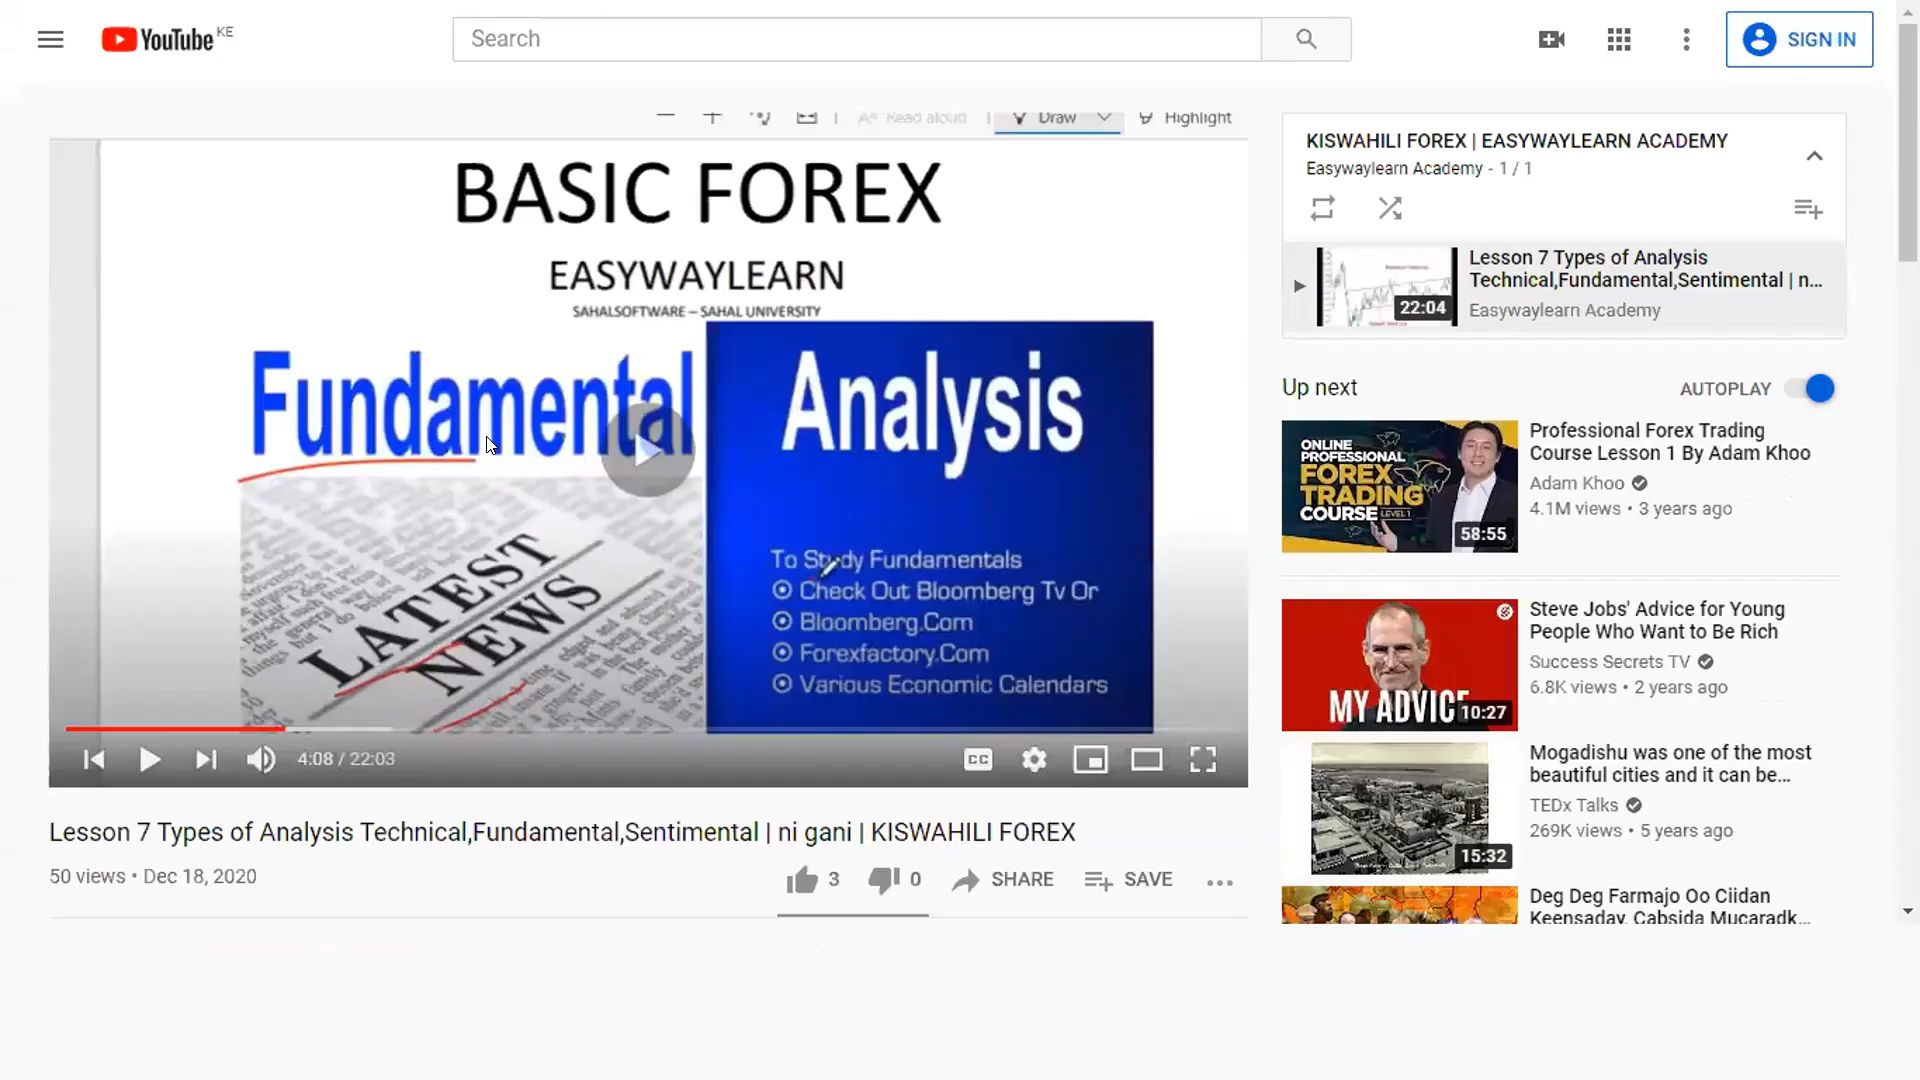 YouTube KE
Search
SIGN IN
Read aloud
Draw
Highlight
BASIC FOREX
EASYWAYLEARN
SAHALSOFTWARE – SAHAL UNIVERSITY
Fundamental
Analysis
LATEST
NEWS
To Study Fundamentals
Check Out Bloomberg Tv Or
Bloomberg.Com
Forexfactory.Com
Various Economic Calendars
4:08 / 22:03
CC
Lesson 7 Types of Analysis Technical,Fundamental,Sentimental | ni gani | KISWAHILI FOREX
50 views • Dec 18, 2020
3
0
SHARE
SAVE
KISWAHILI FOREX | EASYWAYLEARN ACADEMY
Easywaylearn Academy - 1 / 1
22:04
Lesson 7 Types of Analysis
Technical,Fundamental,Sentimental | n...
Easywaylearn Academy
Up next
AUTOPLAY
ONLINE
PROFESSIONAL
FOREX
TRADING
COURSE LEVEL 1
58:55
Professional Forex Trading
Course Lesson 1 By Adam Khoo
Adam Khoo
4.1M views • 3 years ago
MY ADVICE
10:27
Steve Jobs' Advice for Young
People Who Want to Be Rich
Success Secrets TV
6.8K views • 2 years ago
15:32
Mogadishu was one of the most
beautiful cities and it can be...
TEDx Talks
269K views • 5 years ago
Deg Deg Farmajo Oo Ciidan
Keensaday, Cabsida Mucaradk...